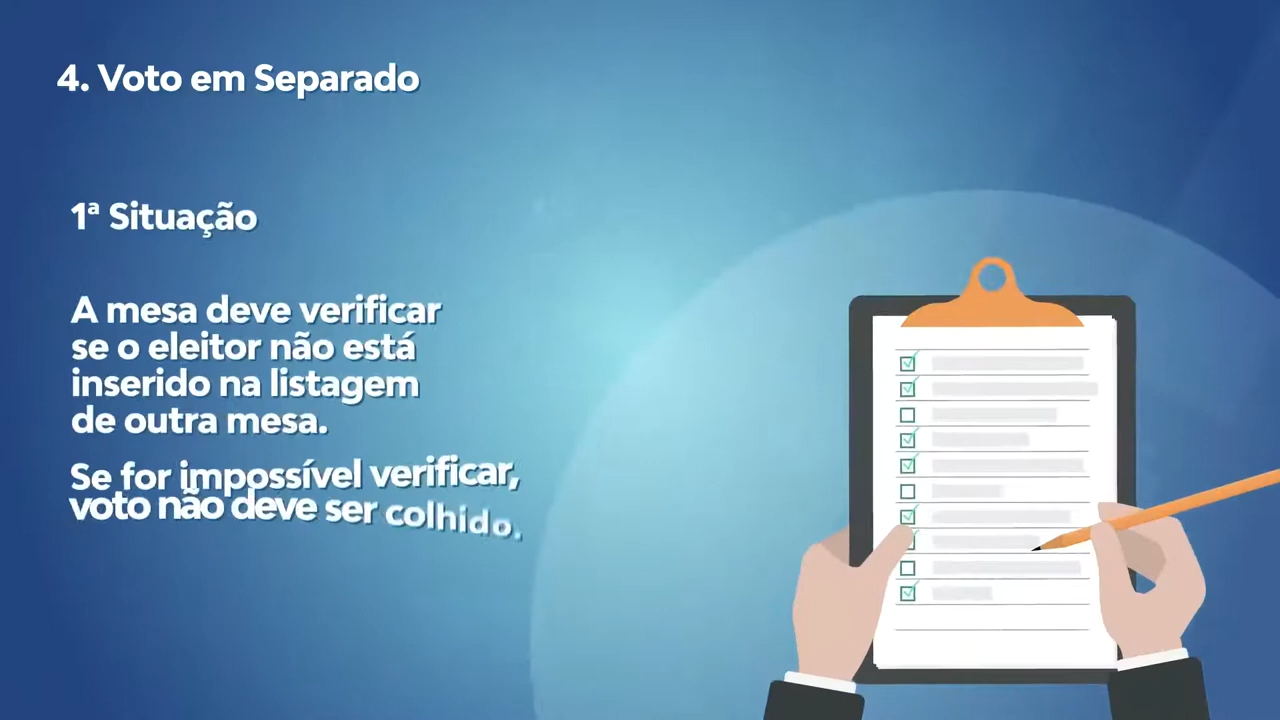 4. Voto em Separado
1ª Situação
A mesa deve verificar
se o eleitor não está
inserido na listagem
de outra mesa.
Se for impossível verificar,
voto não deve ser colhido.